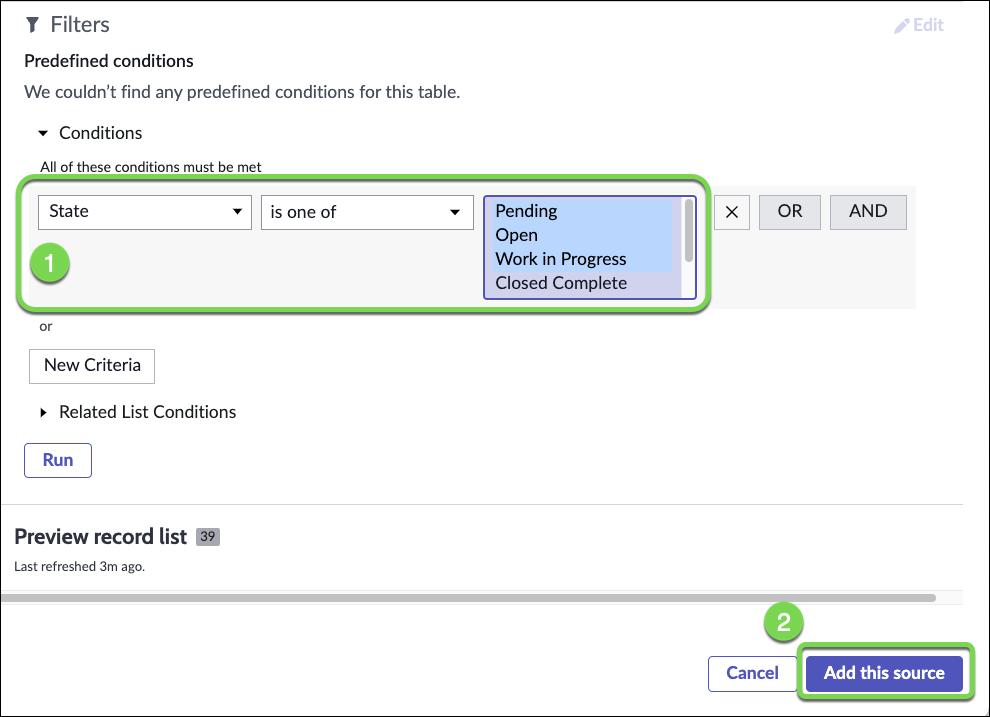 Filters
Edit
Predefined conditions
We couldn't find any predefined conditions for this table.
Conditions
All of these conditions must be met
State
is one of
Pending
Open
Work in Progress
Closed Complete
OR
AND
1
or
New Criteria
Related List Conditions
Run
Preview record list 39
Last refreshed 3m ago.
2
Cancel
Add this source